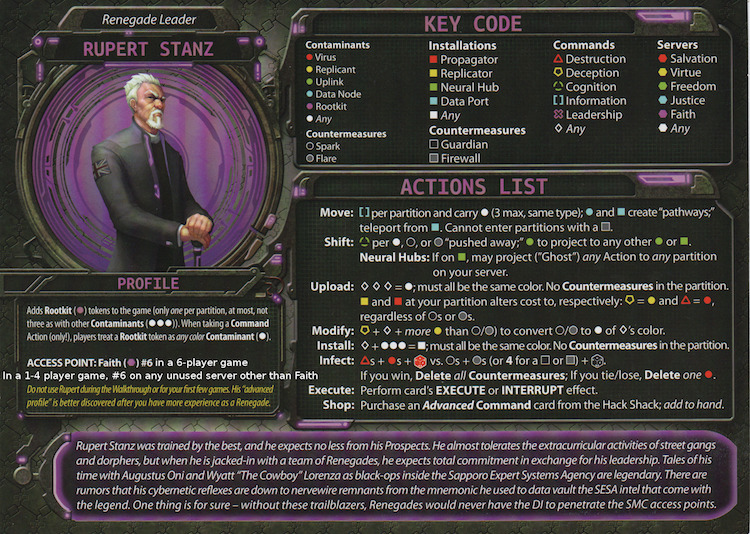 Renegade Leader
RUPERT STANZ
PROFILE
Adds Rootkit (●) tokens to the game (only one per partition, at most, not
three as with other Contaminants (●●●)). When taking a Command
Action (only!), players treat a Rootkit token as any color Contaminant (●).
ACCESS POINT: Faith (●) #6 in a 6-player game
In a 1-4 player game, #6 on any unused server other than Faith
Do not use Rupert during the Walkthrough or for your first few games. His "advanced
profile" is better discovered after you have more experience as a Renegade.
KEY CODE
Contaminants
Virus
Replicant
Uplink
Data Node
Rootkit
Any
Countermeasures
Spark
Flare
Installations
Propagator
Replicator
Neural Hub
Data Port
Any
Countermeasures
Guardian
Firewall
Commands
Destruction
Deception
Cognition
Information
Leadership
Any
Servers
Salvation
Virtue
Freedom
Justice
Faith
Any
ACTIONS LIST
Move: [] per partition and carry ● (3 max, same type); ● and ■ create "pathways;"
teleport from ■. Cannot enter partitions with a □.
Shift: △ per ●, ○, or ○ "pushed away;" ● to project to any other ● or ■.
Neural Hubs: If on ■, may project ("Ghost") any Action to any partition
on your server.
Upload: ◇ ◇ ◇ = ●; must all be the same color. No Countermeasures in the partition.
■ and ■ at your partition alters cost to, respectively: ⛉ = ● and △ = ●,
regardless of ○s or ○s.
Modify: ⛉ + ◇ + more ● than ○/○) to convert ○/○ to ● of ◇'s color.
Install: ◇ + ●●● = ■; must all be the same color. No Countermeasures in the partition.
Infect: △s + ●s + ⬢ vs. ○s + ○s (or 4 for a □ or □) + ⬢.
If you win, Delete all Countermeasures; If you tie/lose, Delete one ●.
Execute: Perform card's EXECUTE or INTERRUPT effect.
Shop: Purchase an Advanced Command card from the Hack Shack; add to hand.
Rupert Stanz was trained by the best, and he expects no less from his Prospects. He almost tolerates the extracurricular activities of street gangs
and dorphers, but when he is jacked-in with a team of Renegades, he expects total commitment in exchange for his leadership. Tales of his
time with Augustus Oni and Wyatt "The Cowboy" Lorenza as black-ops inside the Sapporo Expert Systems Agency are legendary. There are
rumors that his cybernetic reflexes are down to nervewire remnants from the mnemonic he used to data vault the SESA intel that come with
the legend. One thing is for sure – without these trailblazers, Renegades would never have the DI to penetrate the SMC access points.